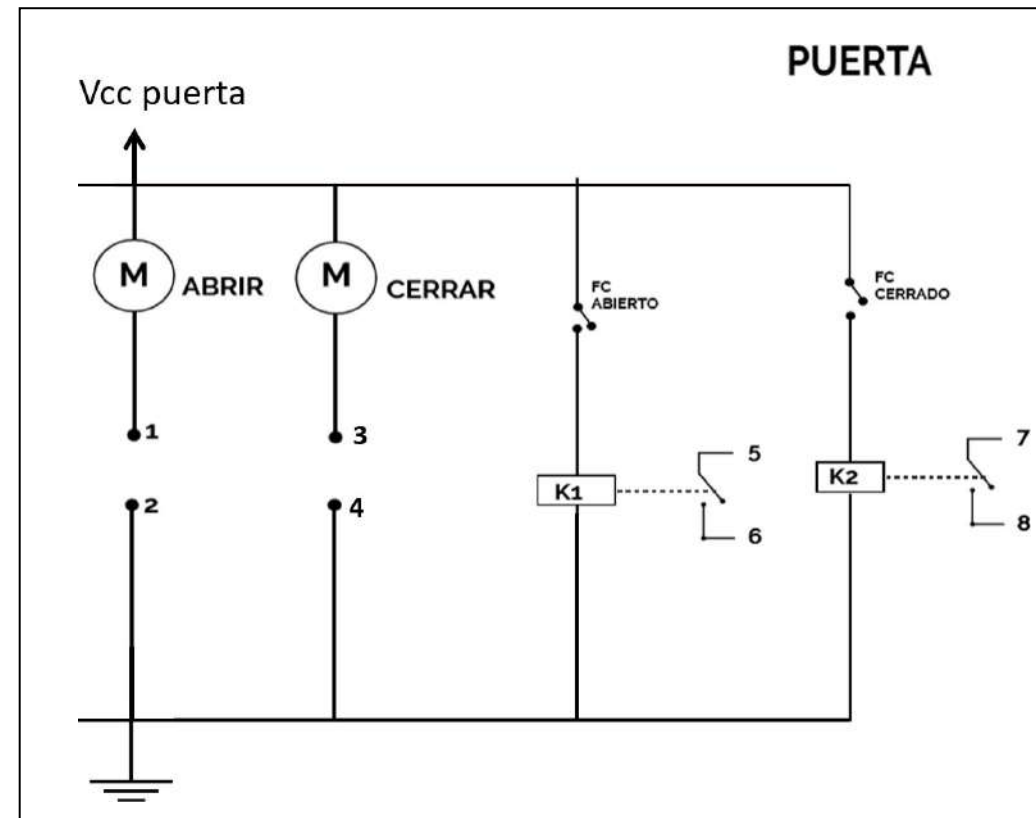 PUERTA
Vcc puerta
M
ABRIR
M
CERRAR
FC
ABIERTO
FC
CERRADO
1
2
3
4
K1
5
6
K2
7
8